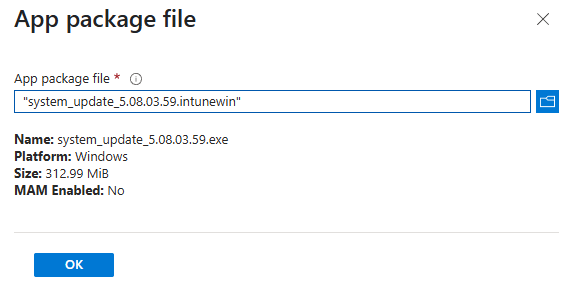 App package file
App package file *
"system_update_5.08.03.59.intunewin"
Name: system_update_5.08.03.59.exe
Platform: Windows
Size: 312.99 MiB
MAM Enabled: No
OK